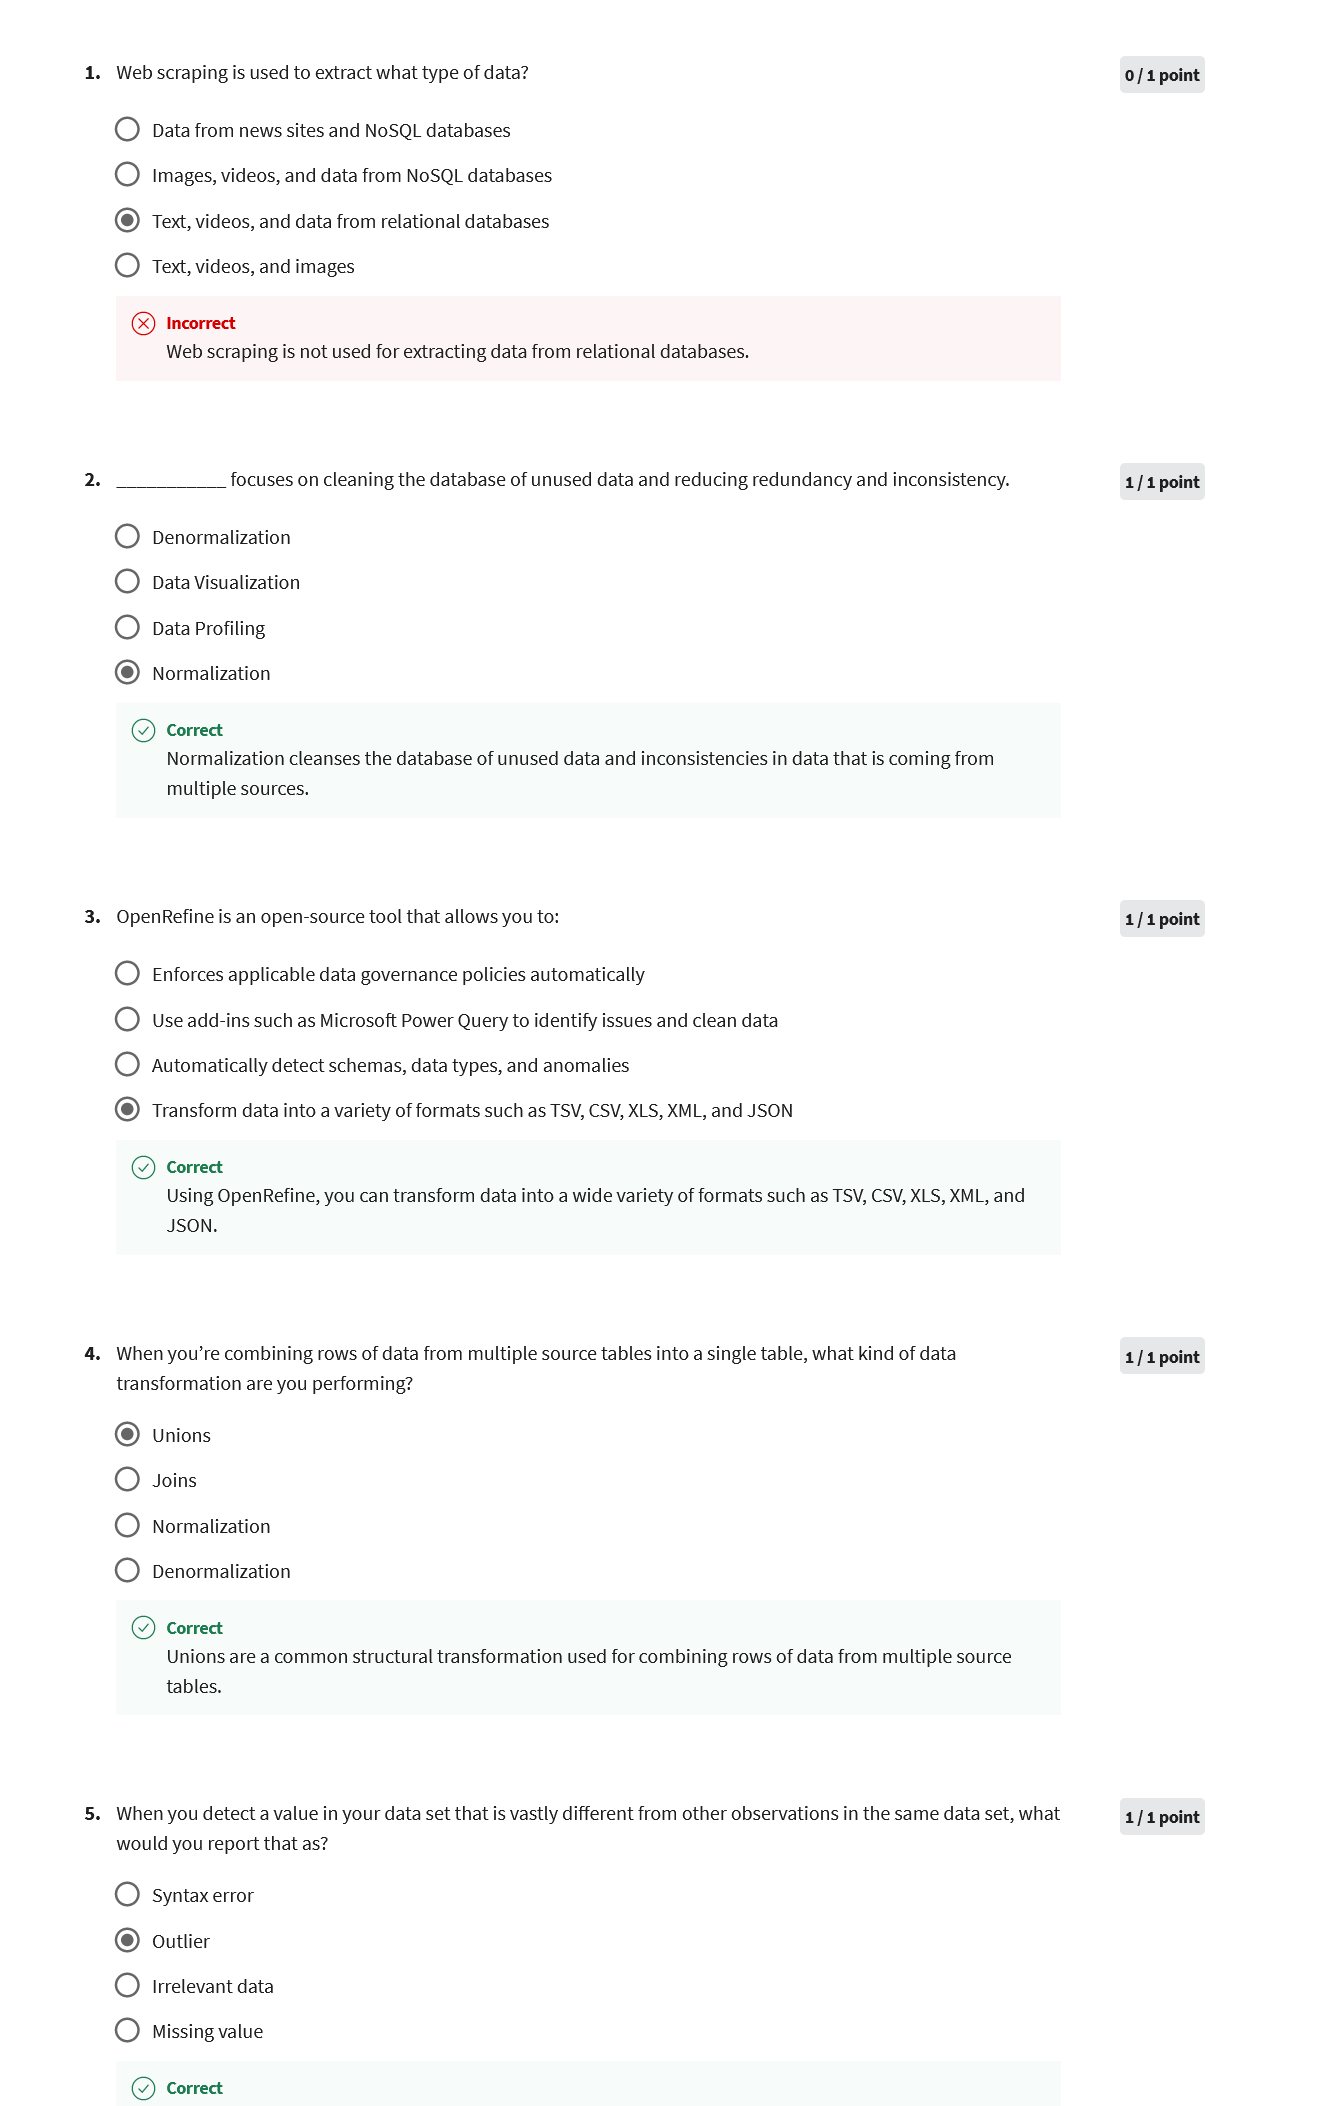 1. Web scraping is used to extract what type of data?
0 / 1 point
Data from news sites and NoSQL databases
Images, videos, and data from NoSQL databases
Text, videos, and data from relational databases
Text, videos, and images
Incorrect
Web scraping is not used for extracting data from relational databases.
2. ___________ focuses on cleaning the database of unused data and reducing redundancy and inconsistency.
1 / 1 point
Denormalization
Data Visualization
Data Profiling
Normalization
Correct
Normalization cleanses the database of unused data and inconsistencies in data that is coming from
multiple sources.
3. OpenRefine is an open-source tool that allows you to:
1 / 1 point
Enforces applicable data governance policies automatically
Use add-ins such as Microsoft Power Query to identify issues and clean data
Automatically detect schemas, data types, and anomalies
Transform data into a variety of formats such as TSV, CSV, XLS, XML, and JSON
Correct
Using OpenRefine, you can transform data into a wide variety of formats such as TSV, CSV, XLS, XML, and
JSON.
4. When you’re combining rows of data from multiple source tables into a single table, what kind of data
transformation are you performing?
1 / 1 point
Unions
Joins
Normalization
Denormalization
Correct
Unions are a common structural transformation used for combining rows of data from multiple source
tables.
5. When you detect a value in your data set that is vastly different from other observations in the same data set, what
would you report that as?
1 / 1 point
Syntax error
Outlier
Irrelevant data
Missing value
Correct